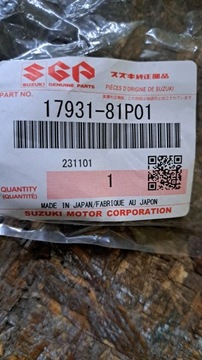 SGP スズキ純正部品
SUZUKI GENUINE PARTS PIÈCES D'ORIGINE DE SUZUKI
PART NO.
17931-81P01
231101
QUANTITY
(QUANTITÉ) 1
MADE IN JAPAN/FABRIQUE AU JAPON
SUZUKI MOTOR CORPORATION